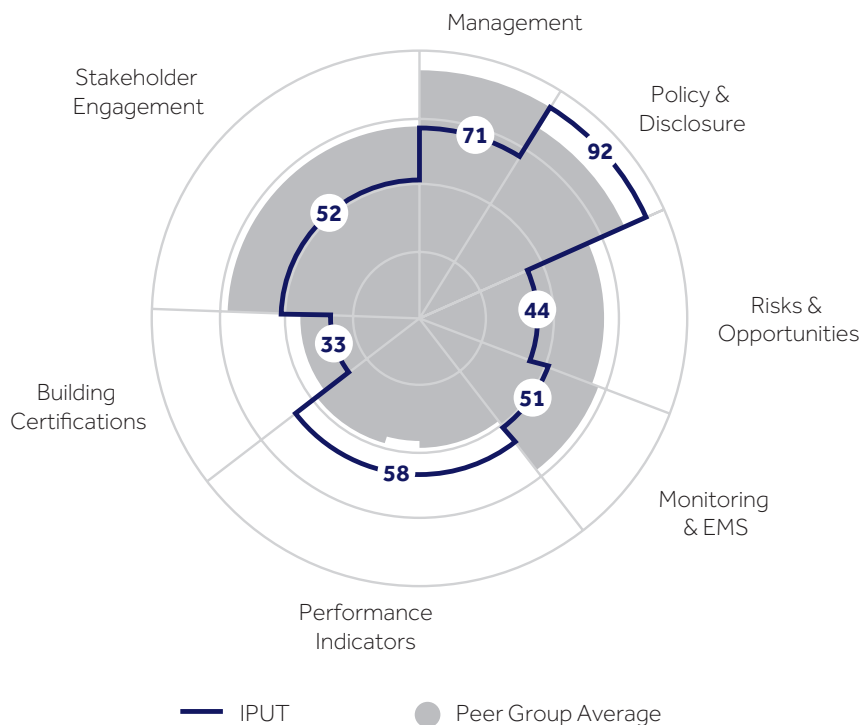 Management
Stakeholder
Engagement
Policy &
Disclosure
71
92
52
Risks &
Opportunities
44
33
Building
Certifications
51
58
Monitoring
& EMS
Performance
Indicators
IPUT
Peer Group Average